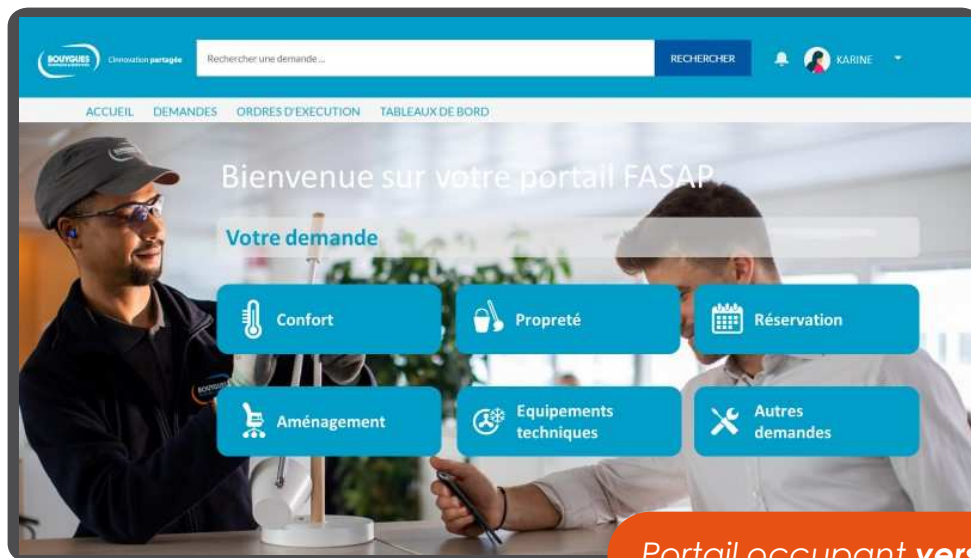 BOUYGUES
L'innovation partagée
Rechercher une demande...
RECHERCHER
KARINE
ACCUEIL DEMANDES ORDRES D'EXECUTION TABLEAUX DE BORD
Bienvenue sur votre portail FASAP
Votre demande
Confort
Propreté
Réservation
Aménagement
Equipements
techniques
Autres
demandes
Portail occupant